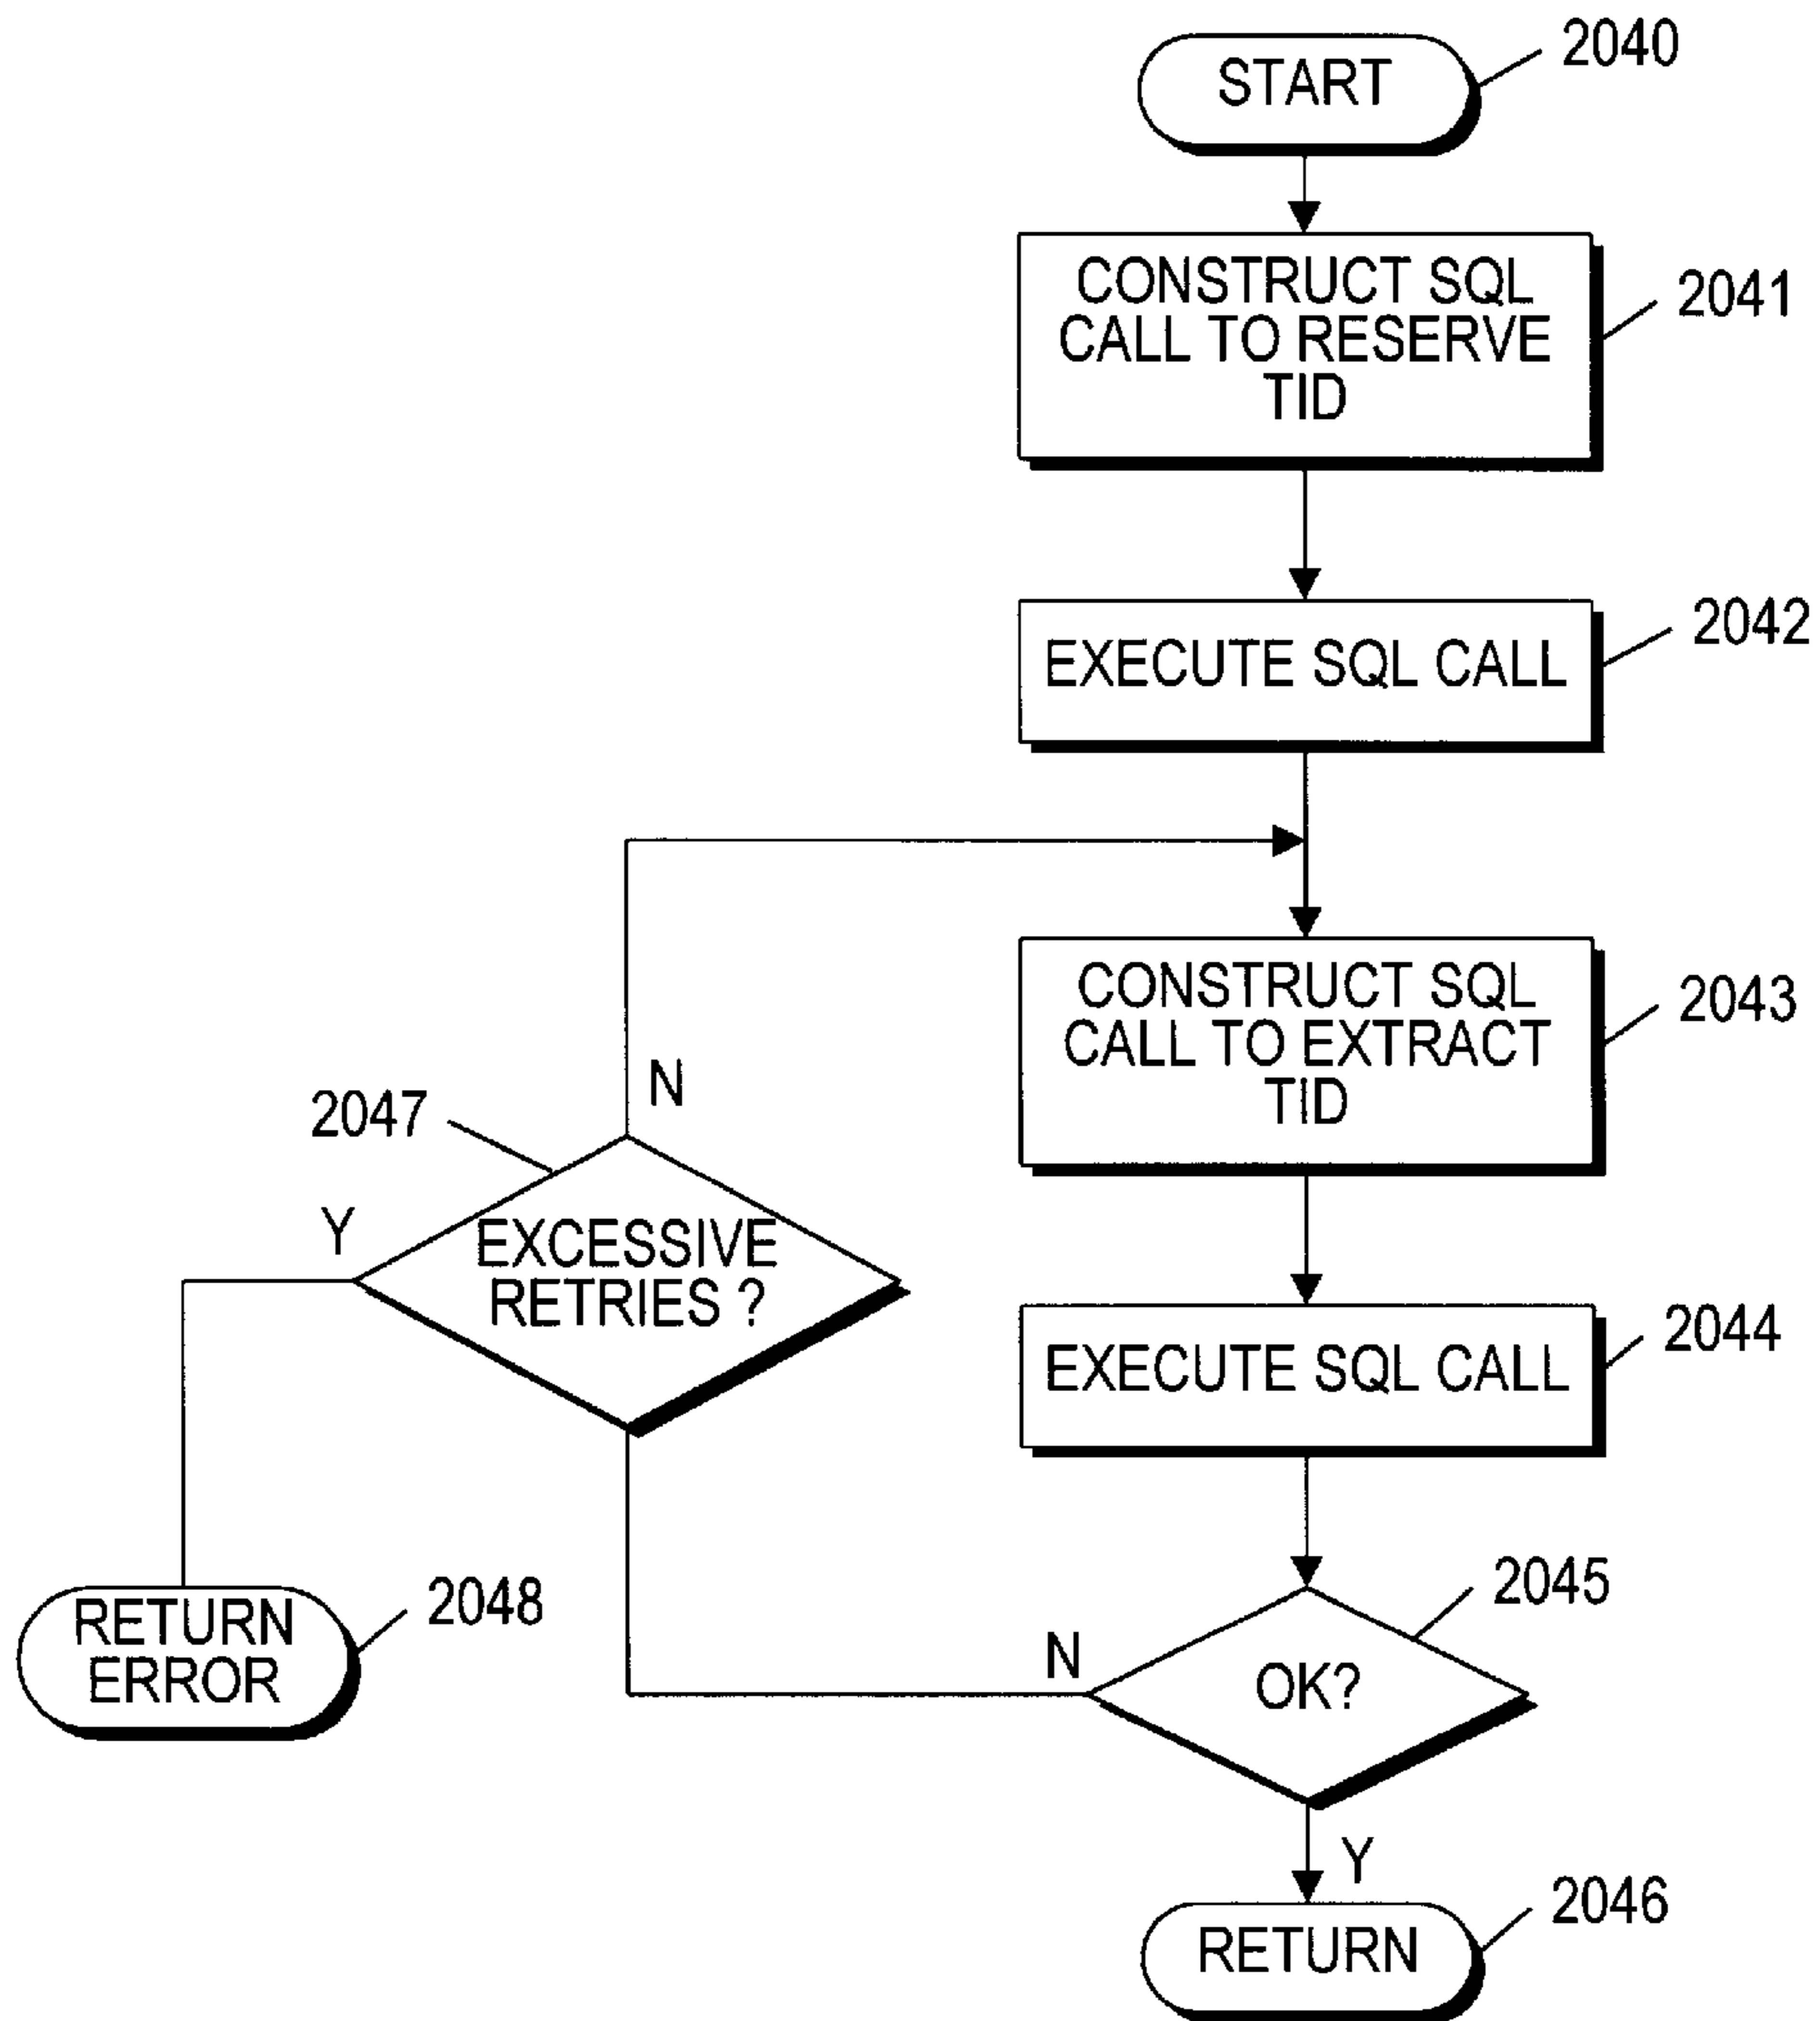 START
2040
CONSTRUCT SQL
CALL TO RESERVE
TID
2041
EXECUTE SQL CALL
2042
CONSTRUCT SQL
CALL TO EXTRACT
TID
2043
N
2047
Y
EXCESSIVE
RETRIES ?
EXECUTE SQL CALL
2044
RETURN
ERROR
2048
N
OK?
2045
Y
RETURN
2046